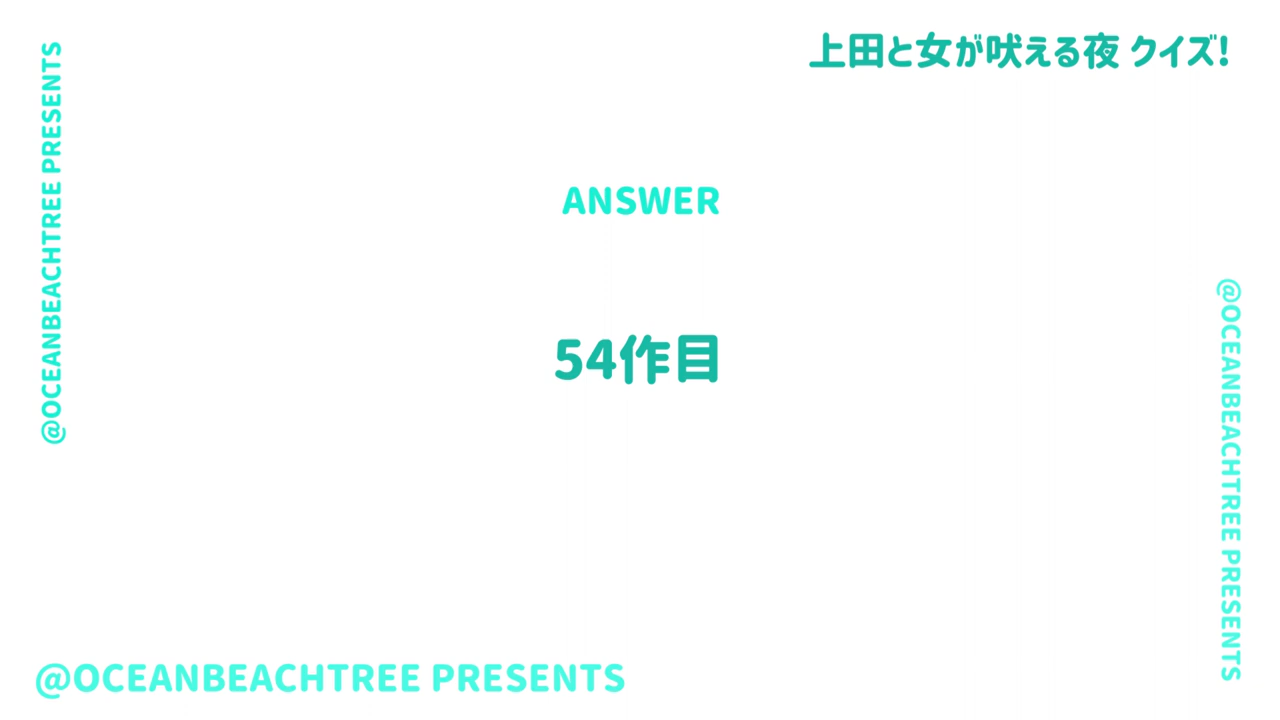 上田と女が吠える夜 クイズ!
@OCEANBEACHTREE PRESENTS
ANSWER
54作目
@OCEANBEACHTREE PRESENTS
@OCEANBEACHTREE PRESENTS